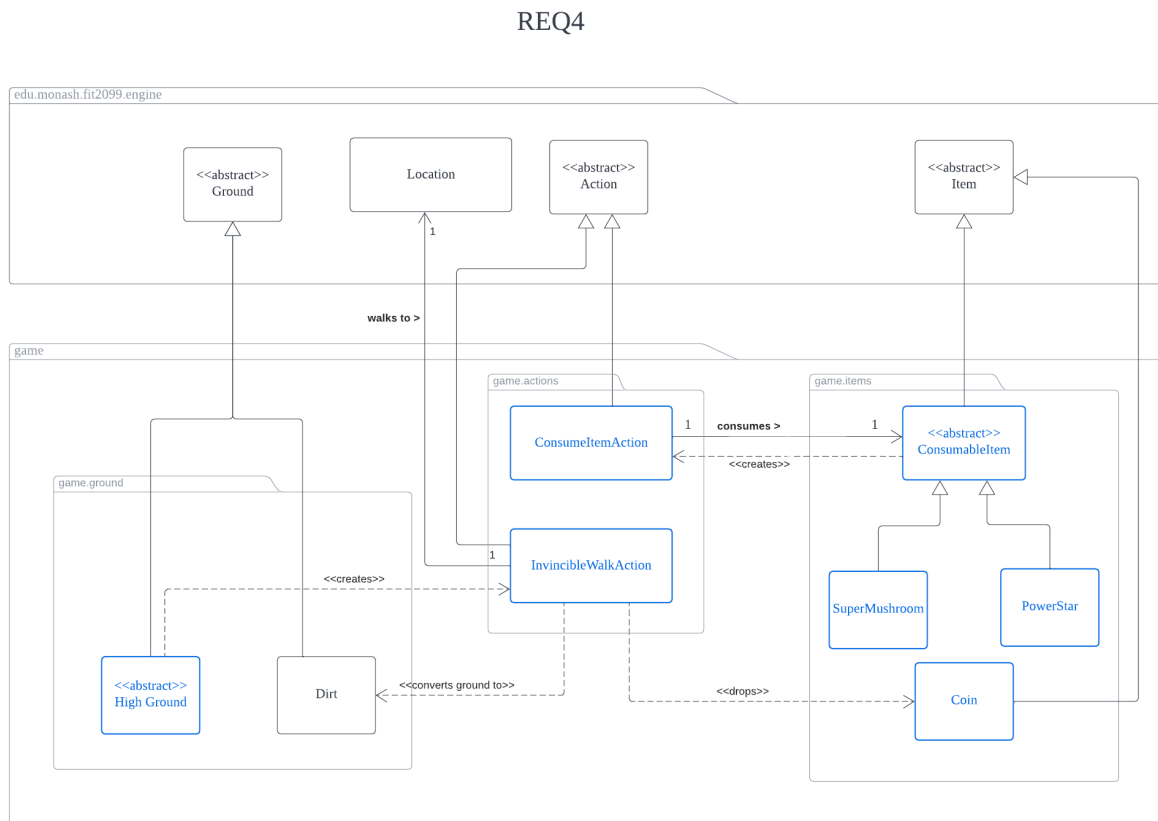 REQ4
edu.monash.fit2099.engine
<<abstract>>
Ground
Location
<<abstract>>
Action
<<abstract>>
Item
1
walks to >
game
game.actions
game.items
ConsumeItemAction
1
consumes >
1
<<abstract>>
ConsumableItem
<<creates>>
game.ground
1
InvincibleWalkAction
<<creates>>
SuperMushroom
PowerStar
<<abstract>>
High Ground
Dirt
<<converts ground to>>
<<drops>>
Coin